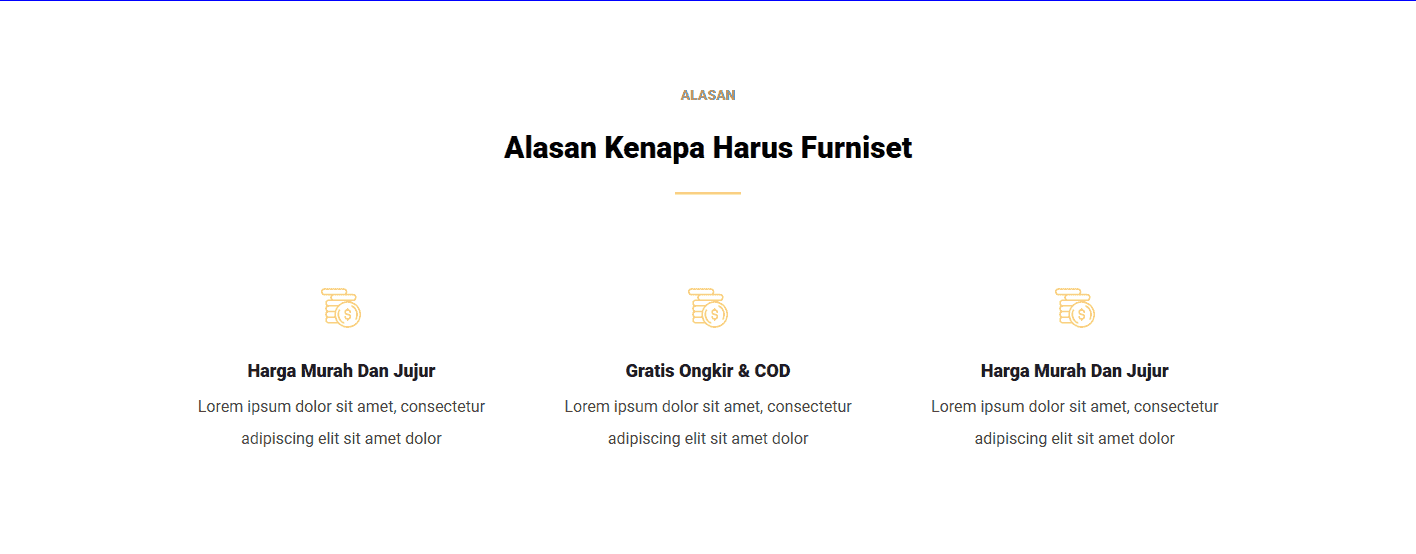 ALASAN
Alasan Kenapa Harus Furniset
Harga Murah Dan Jujur
Lorem ipsum dolor sit amet, consectetur
adipiscing elit sit amet dolor
Gratis Ongkir & COD
Lorem ipsum dolor sit amet, consectetur
adipiscing elit sit amet dolor
Harga Murah Dan Jujur
Lorem ipsum dolor sit amet, consectetur
adipiscing elit sit amet dolor